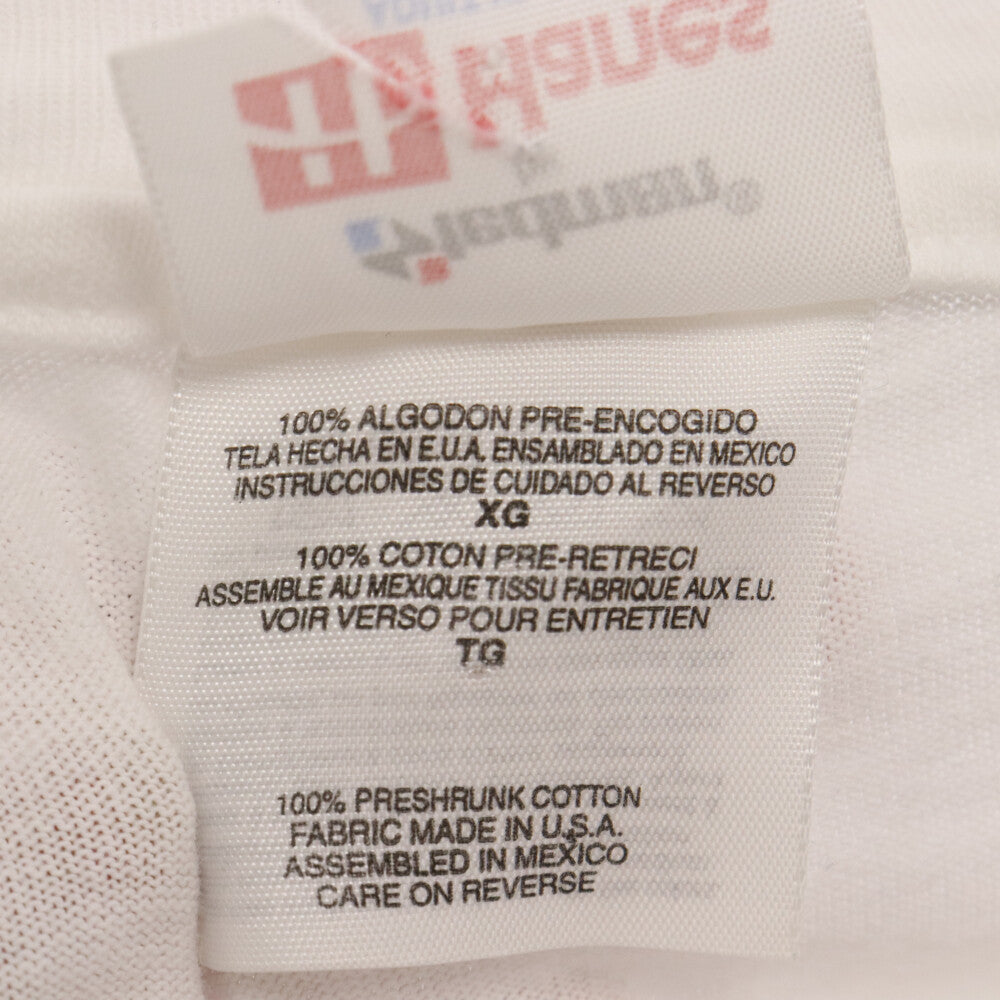 Hanes
100% ALGODON PRE-ENCOGIDO
TELA HECHA EN E.U.A. ENSAMBLADO EN MEXICO
INSTRUCCIONES DE CUIDADO AL REVERSO
XG
100% COTON PRE-RETRECI
ASSEMBLE AU MEXIQUE TISSU FABRIQUE AUX E.U.
VOIR VERSO POUR ENTRETIEN
TG
100% PRESHRUNK COTTON
FABRIC MADE IN U.S.A.
ASSEMBLED IN MEXICO
CARE ON REVERSE